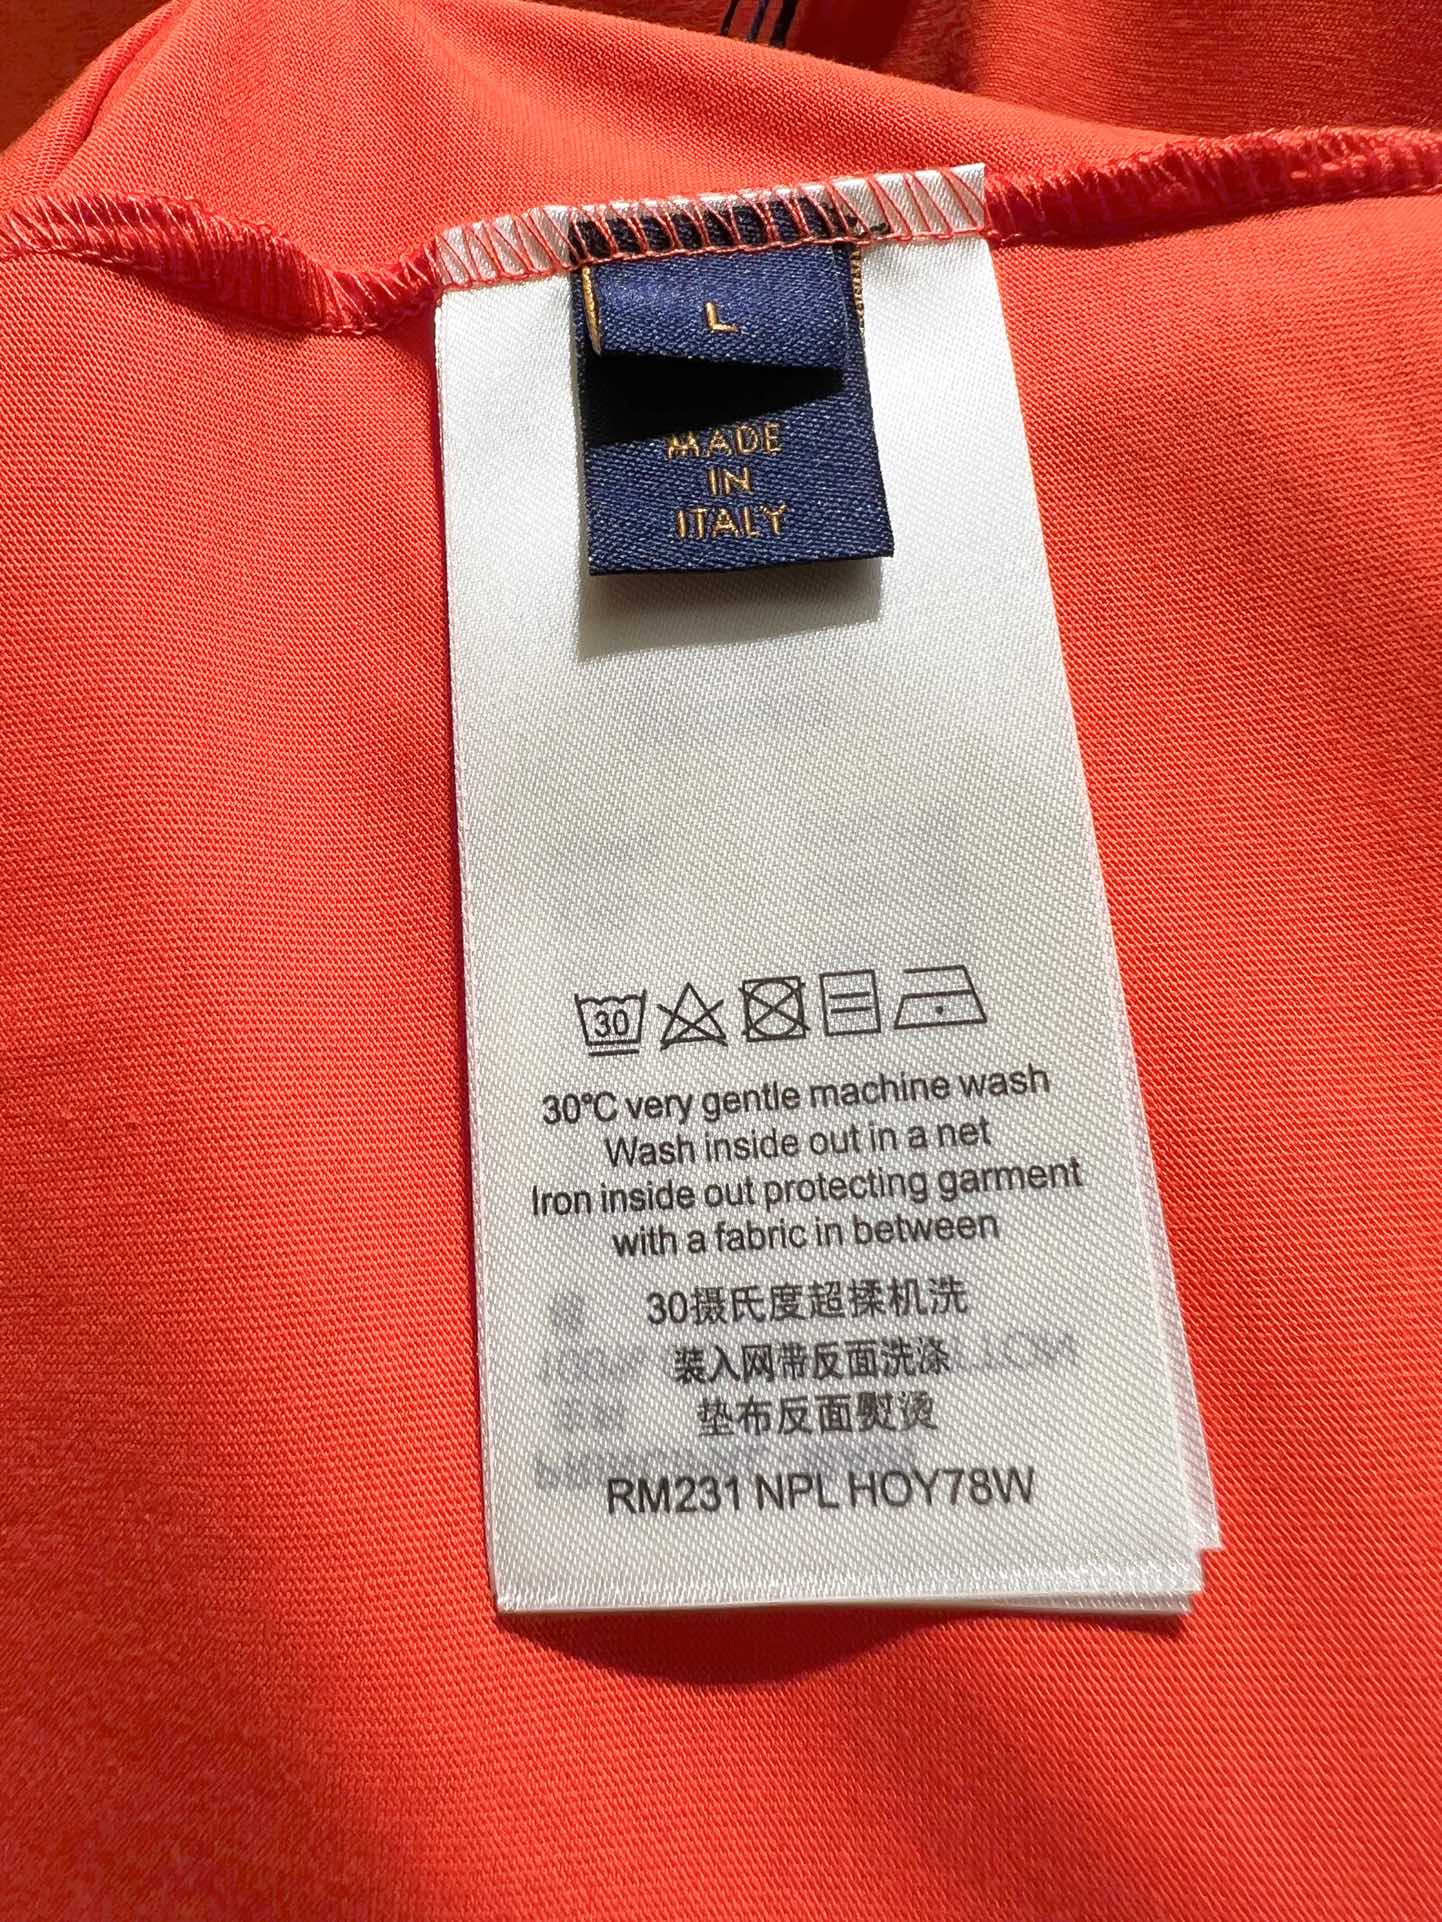 L
MADE
IN
ITALY
30
30°C very gentle machine wash
Wash inside out in a net
Iron inside out protecting garment
with a fabric in between
30摄氏度超揉机洗
装入网带反面洗涤
垫布反面熨烫
RM231 NPL HOY78W